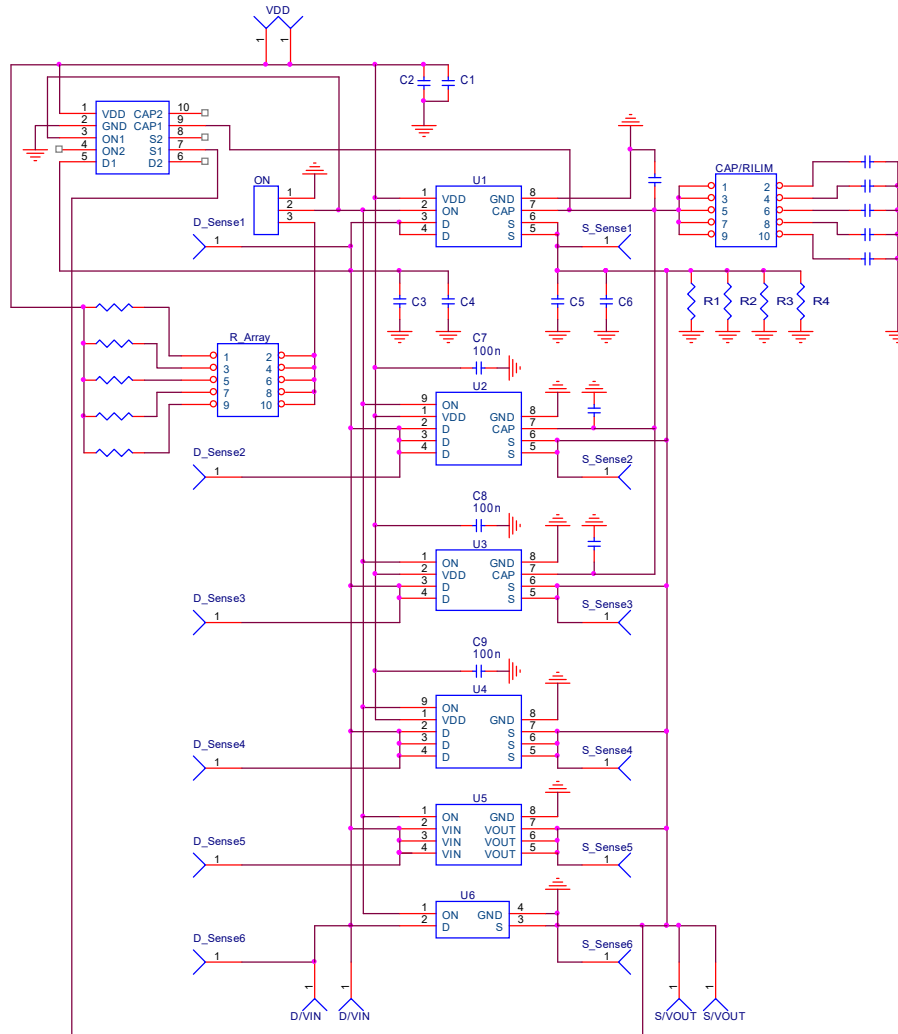 VDD
1 1
C2 C1
1 VDD CAP2 10
2 GND CAP1 9
3 ON1 S2 8
4 ON2 S1 7
5 D1 D2 6
ON
1
2
3
U1
1 VDD GND 8
2 ON CAP 7
3 D S 6
4 D S 5
CAP/RILIM
1 2
3 4
5 6
7 8
9 10
D_Sense1
1
S_Sense1
1
C3 C4 C5 C6
R1 R2 R3 R4
R_Array
1 2
3 4
5 6
7 8
9 10
C7
100n
U2
9 ON
1 VDD GND 8
2 D CAP 7
3 D S 6
4 D S 5
D_Sense2
1
S_Sense2
1
C8
100n
U3
1 ON GND 8
2 VDD CAP 7
3 D S 6
4 D S 5
D_Sense3
1
S_Sense3
1
C9
100n
U4
9 ON
1 VDD GND 8
2 D S 7
3 D S 6
4 D S 5
D_Sense4
1
S_Sense4
1
U5
1 ON GND 8
2 VIN VOUT 7
3 VIN VOUT 6
4 VIN VOUT 5
D_Sense5
1
S_Sense5
1
U6
1 ON GND 4
2 D S 3
D_Sense6
1
S_Sense6
1
1 1 1 1
D/VIN D/VIN S/VOUT S/VOUT